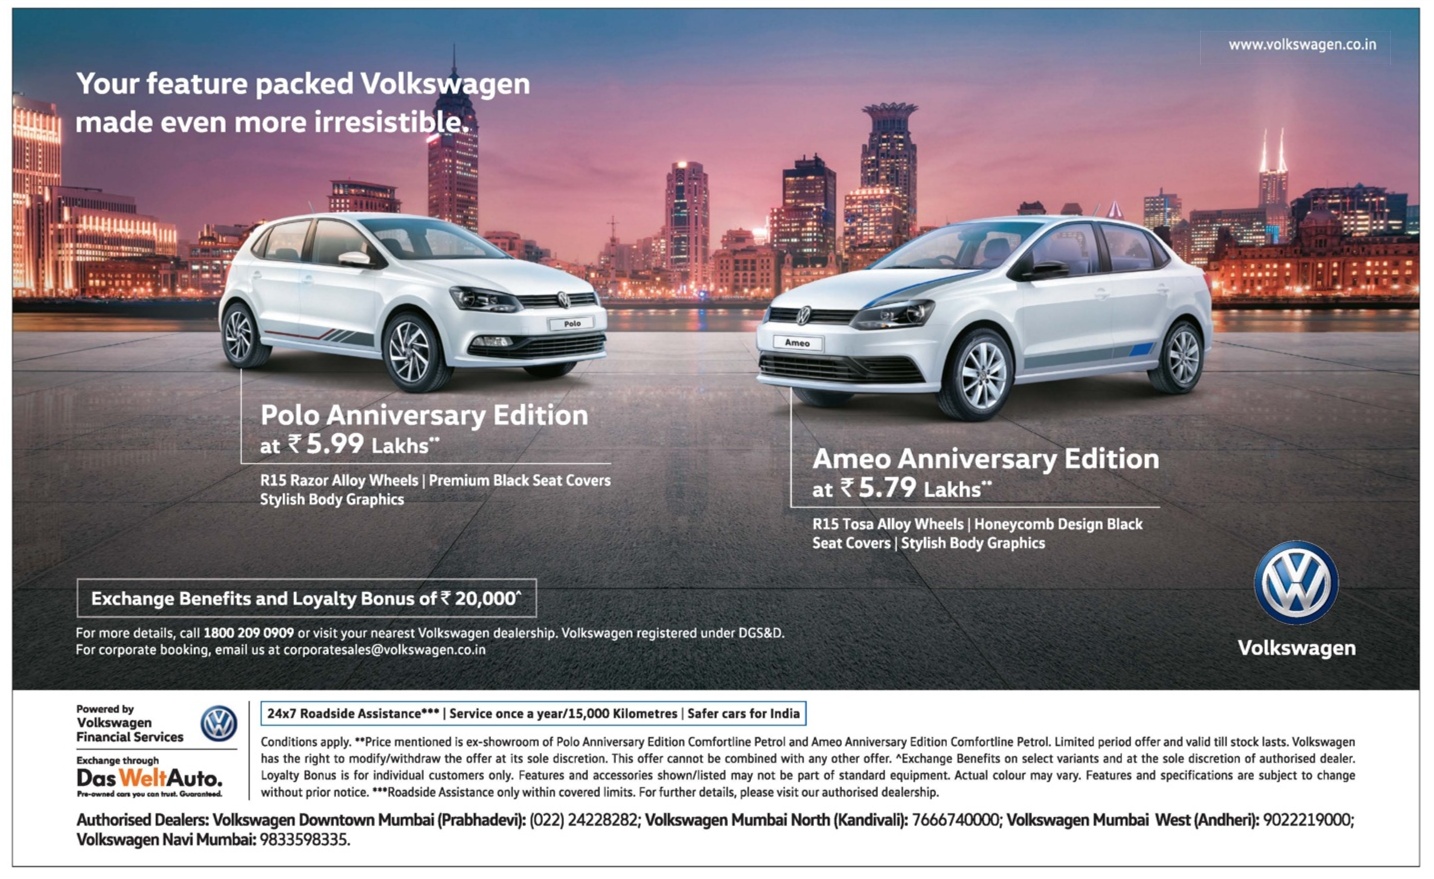 www.volkswagen.co.in
Your feature packed Volkswagen
made even more irresistible.
Polo
Ameo
Polo Anniversary Edition
at ₹ 5.99 Lakhs**
R15 Razor Alloy Wheels | Premium Black Seat Covers
Stylish Body Graphics
Ameo Anniversary Edition
at ₹ 5.79 Lakhs**
R15 Tosa Alloy Wheels | Honeycomb Design Black
Seat Covers | Stylish Body Graphics
Exchange Benefits and Loyalty Bonus of ₹ 20,000^
For more details, call 1800 209 0909 or visit your nearest Volkswagen dealership. Volkswagen registered under DGS&D.
For corporate booking, email us at corporatesales@volkswagen.co.in
Volkswagen
Powered by
Volkswagen
Financial Services
Exchange through
Das WeltAuto.
Pre-owned cars you can trust. Guaranteed.
24x7 Roadside Assistance*** | Service once a year/15,000 Kilometres | Safer cars for India
Conditions apply. **Price mentioned is ex-showroom of Polo Anniversary Edition Comfortline Petrol and Ameo Anniversary Edition Comfortline Petrol. Limited period offer and valid till stock lasts. Volkswagen
has the right to modify/withdraw the offer at its sole discretion. This offer cannot be combined with any other offer. ^Exchange Benefits on select variants and at the sole discretion of authorised dealer.
Loyalty Bonus is for individual customers only. Features and accessories shown/listed may not be part of standard equipment. Actual colour may vary. Features and specifications are subject to change
without prior notice. ***Roadside Assistance only within covered limits. For further details, please visit our authorised dealership.
Authorised Dealers: Volkswagen Downtown Mumbai (Prabhadevi): (022) 24228282; Volkswagen Mumbai North (Kandivali): 7666740000; Volkswagen Mumbai West (Andheri): 9022219000;
Volkswagen Navi Mumbai: 9833598335.